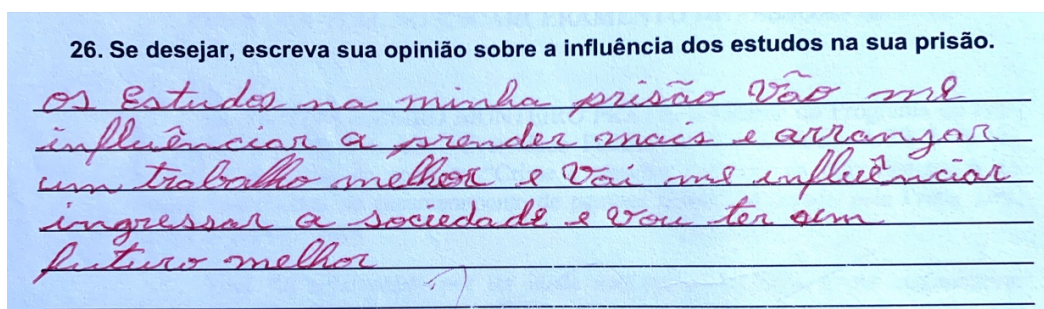 26. Se desejar, escreva sua opinião sobre a influência dos estudos na sua prisão.
os Estudos na minha prisão Vão me
influênciar a prender mais e arranjar
um trabalho melhor e Vai me influênciar
ingressar a sociedade e vou ter um
futuro melhor